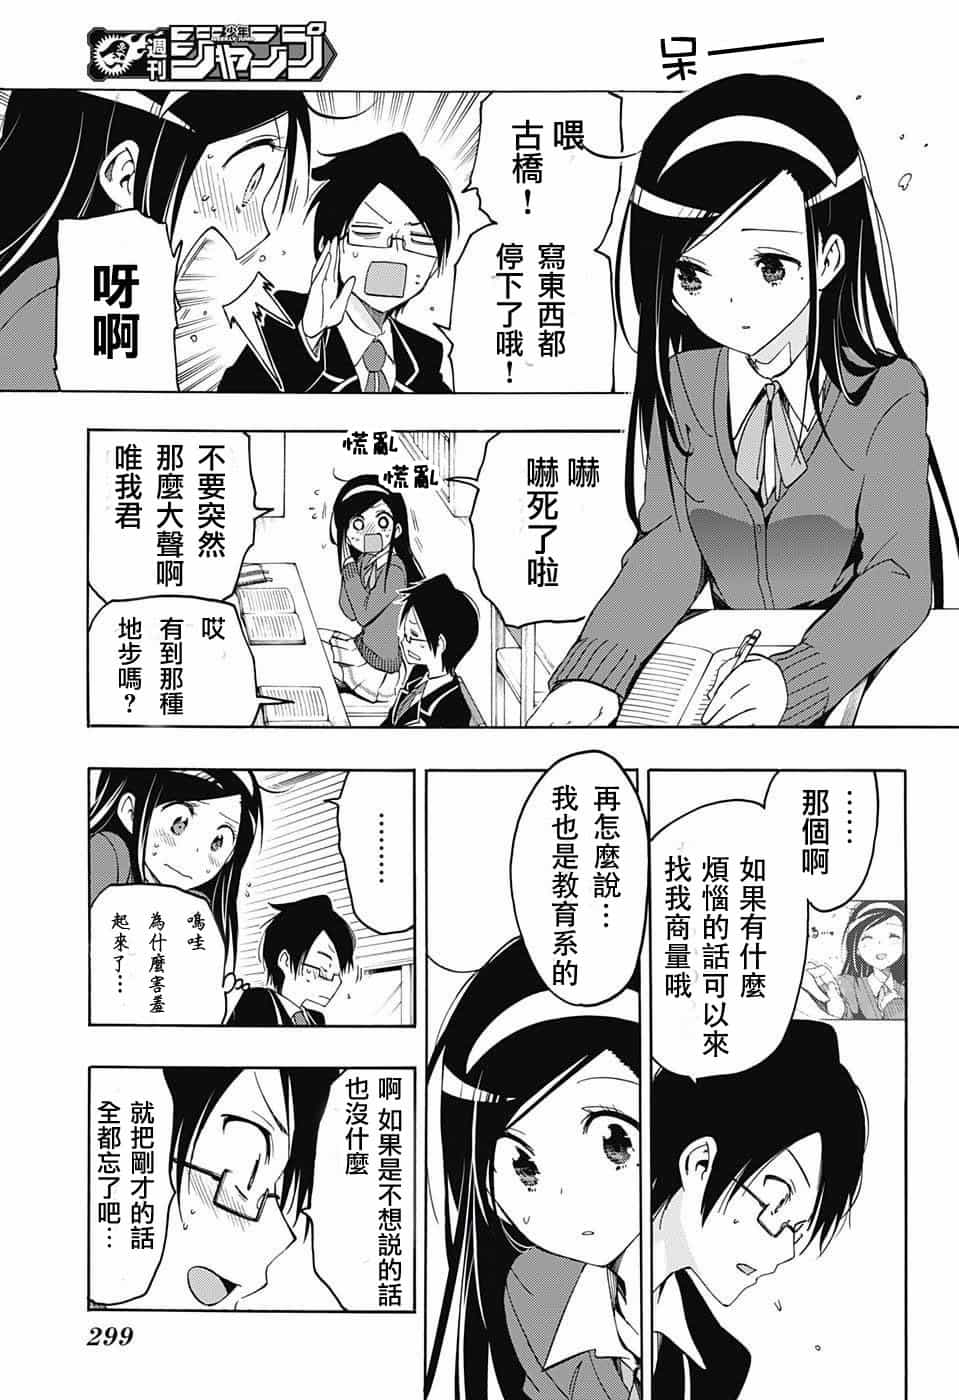 週刊
少年
ジャンプ
呆
喂
古橋！
寫東西都
停下了哦！
呀啊
嚇
嚇死了啦
慌亂
慌亂
不要突然
那麼大聲啊
唯我君
哎
有到那種
地步嗎？
⋯⋯
那個啊
如果有什麼
煩惱的話可以來
找我商量哦
再怎麼說⋯
我也是教育系的
⋯⋯⋯
嗚哇
為什麼害羞
起來了⋯
啊 如果是不想說的話
也沒什麼
就把剛才的話
全都忘了吧⋯
299